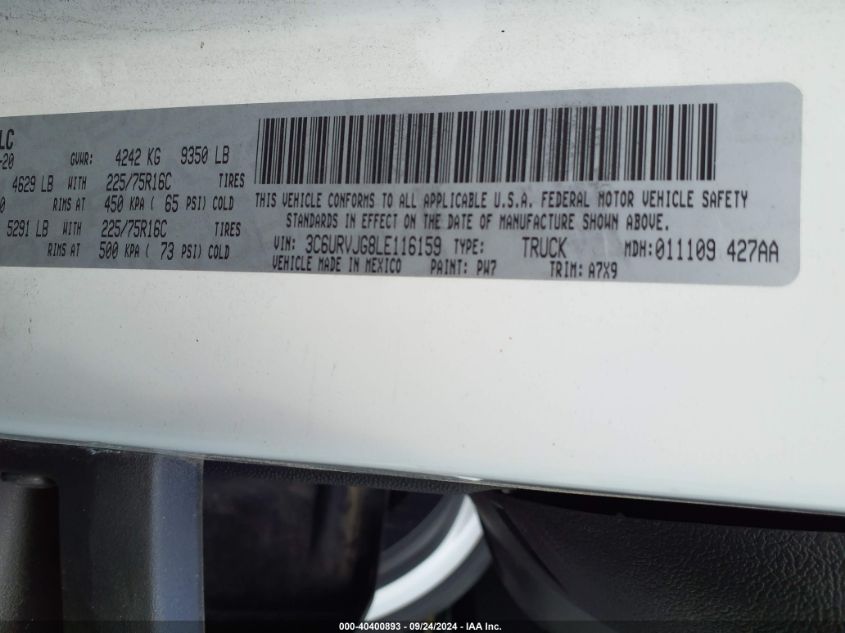 LC
-20 GVWR: 4242 KG 9350 LB
4629 LB WITH 225/75R16C TIRES
0 RIMS AT 450 KPA ( 65 PSI) COLD
5291 LB WITH 225/75R16C TIRES
RIMS AT 500 KPA ( 73 PSI) COLD
THIS VEHICLE CONFORMS TO ALL APPLICABLE U.S.A. FEDERAL MOTOR VEHICLE SAFETY
STANDARDS IN EFFECT ON THE DATE OF MANUFACTURE SHOWN ABOVE.
VIN: 3C6URVJG8LE116159 TYPE: TRUCK MDH:011109 427AA
VEHICLE MADE IN MEXICO PAINT: PW7 TRIM: A7X9
000-40400893 - 09/24/2024 - IAA Inc.